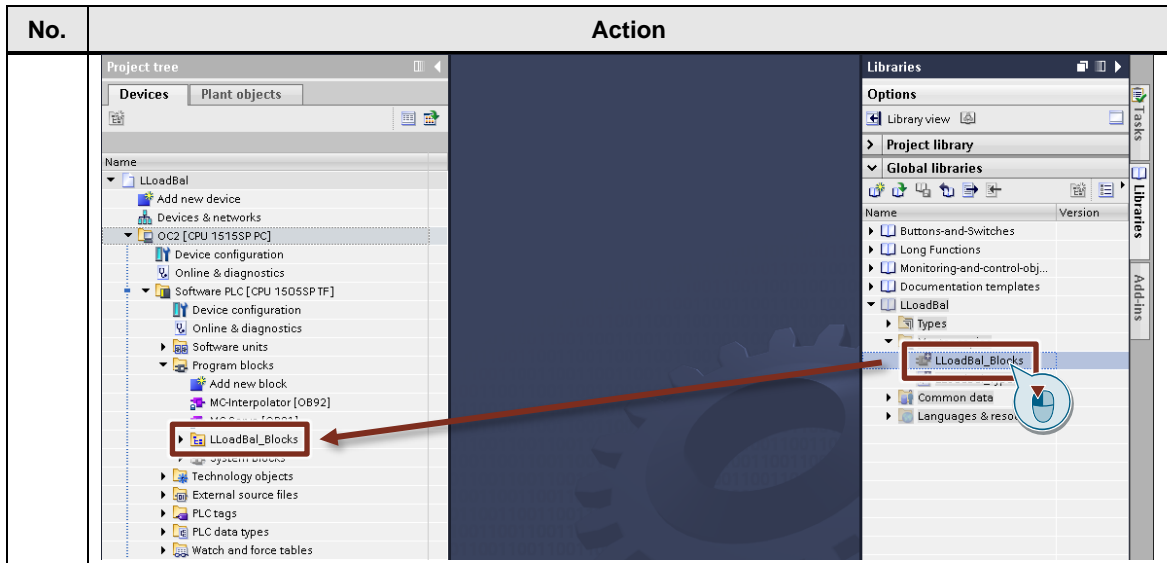 No.
Action
Project tree
Devices
Plant objects
Name
LLoadBal
Add new device
Devices & networks
OC2 [CPU 1515SP PC]
Device configuration
Online & diagnostics
Software PLC [CPU 1505SP TF]
Device configuration
Online & diagnostics
Software units
Program blocks
Add new block
MC-Interpolator [OB92]
LLoadBal_Blocks
System blocks
Technology objects
External source files
PLC tags
PLC data types
Watch and force tables
Libraries
Options
Library view
Project library
Global libraries
Name Version
Buttons-and-Switches
Long Functions
Monitoring-and-control-obj...
Documentation templates
LLoadBal
Types
LLoadBal_Blocks
Common data
Languages & reso
Tasks
Libraries
Add-ins